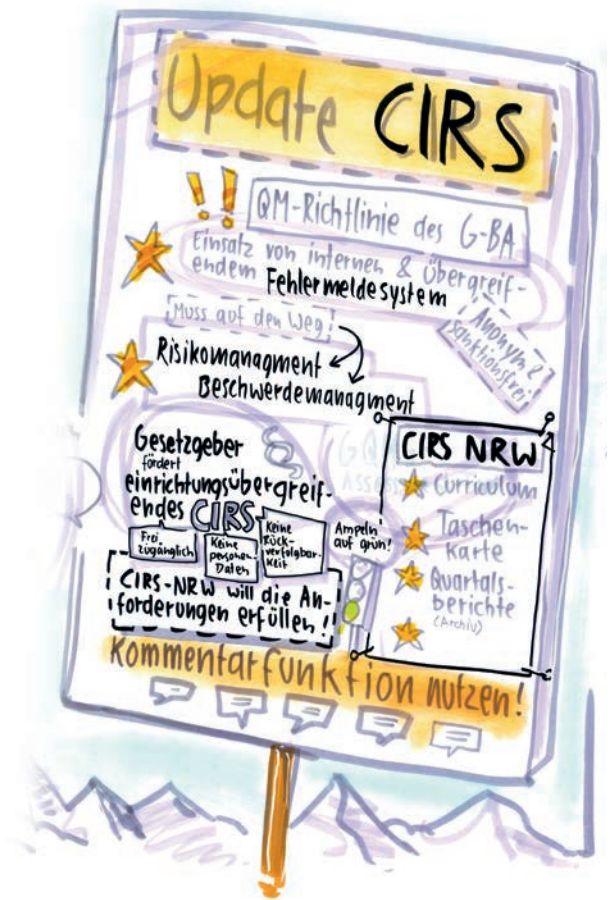 Update CIRS
!! QM-Richtlinie des G-BA
Einsatz von internen & übergreif-
endem Fehlermeldesystem
Muss auf den Weg
Anonym &
sanktionsfrei
Risikomanagment
Beschwerdemanagment
Gesetzgeber
fördert
einrichtungsübergreif-
endes CIRS
Frei
zugänglich
Keine
personen.
Daten
Keine
Rück-
verfolgbar-
keit
Ampeln
auf grün!
CIRS-NRW will die An-
forderungen erfüllen!
CIRS NRW
Curriculum
Taschen-
karte
Quartals-
berichte
(Archiv)
Kommentarfunktion nutzen!